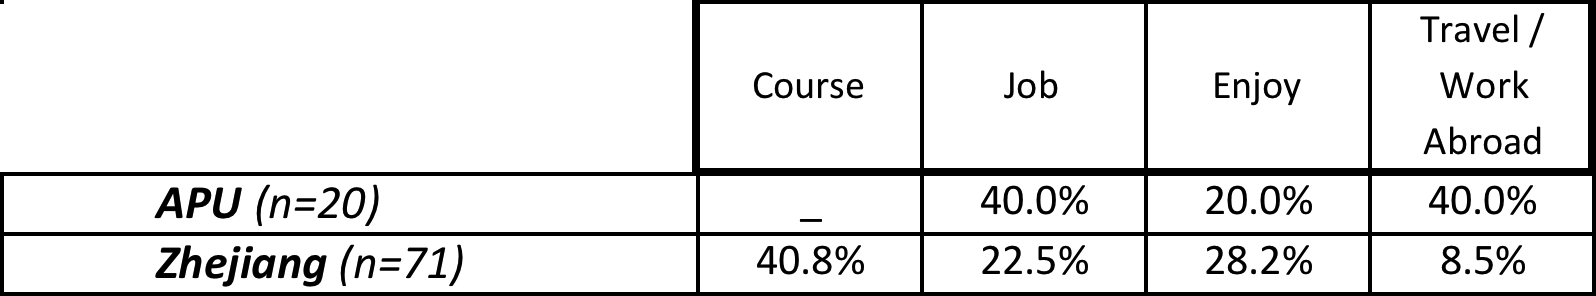 Course Job Enjoy Travel /
Work
Abroad
APU (n=20) _ 40.0% 20.0% 40.0%
Zhejiang (n=71) 40.8% 22.5% 28.2% 8.5%